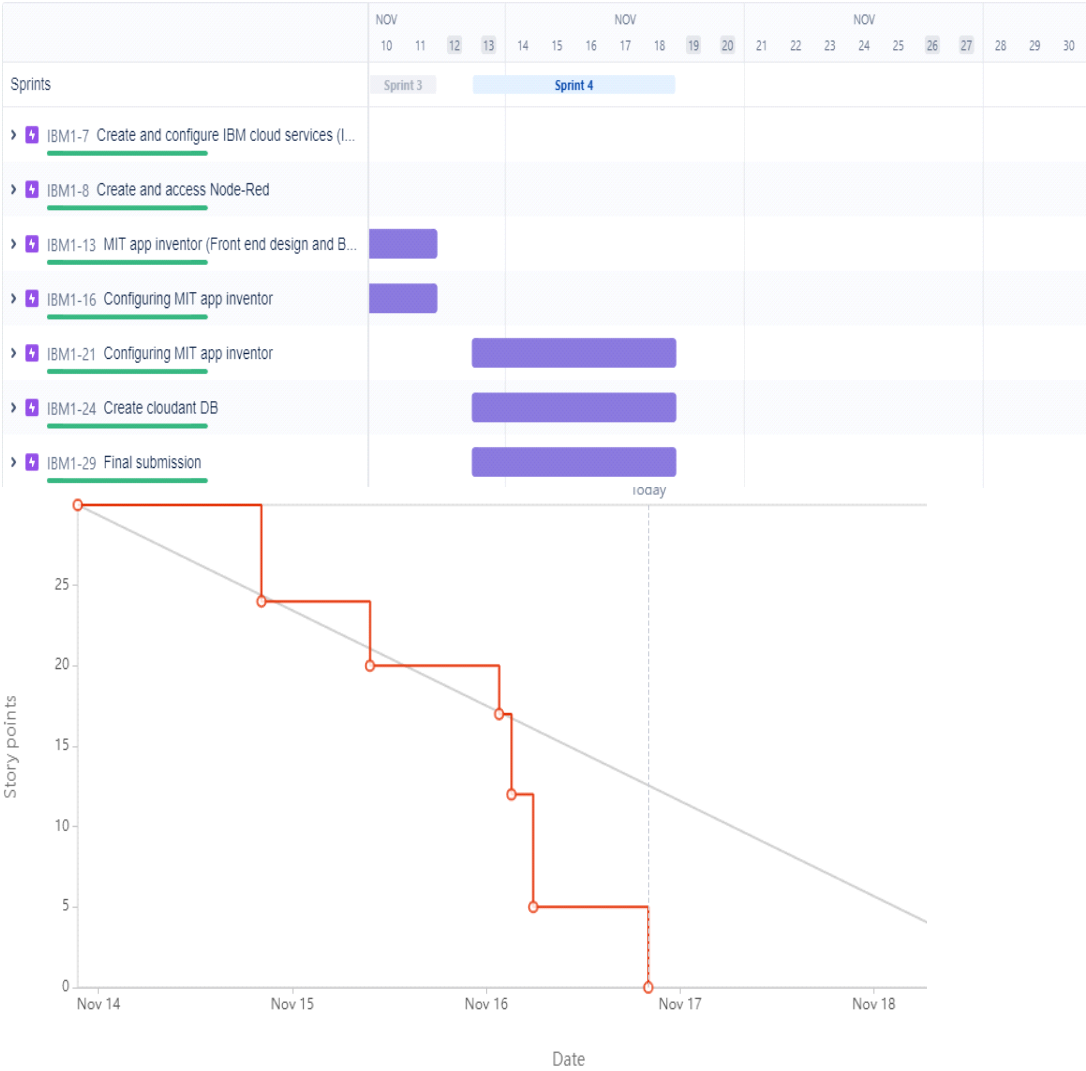 NOV NOV NOV
10 11 12 13 14 15 16 17 18 19 20 21 22 23 24 25 26 27 28 29 30
Sprints Sprint 3 Sprint 4
IBM1-7 Create and configure IBM cloud services (I...
IBM1-8 Create and access Node-Red
IBM1-13 MIT app inventor (Front end design and B...
IBM1-16 Configuring MIT app inventor
IBM1-21 Configuring MIT app inventor
IBM1-24 Create cloudant DB
IBM1-29 Final submission
Today
25
20
15
10
5
0
Story points
Nov 14 Nov 15 Nov 16 Nov 17 Nov 18
Date